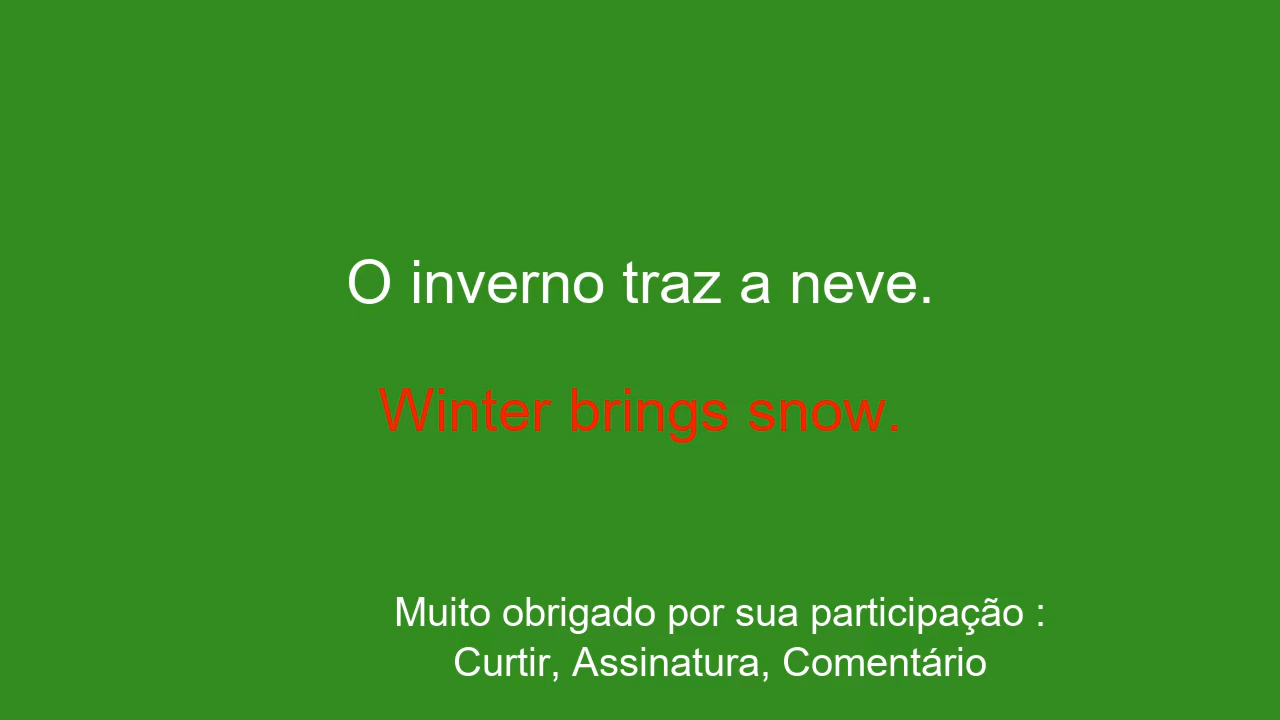 O inverno traz a neve.
Winter brings snow.
Muito obrigado por sua participação :
Curtir, Assinatura, Comentário